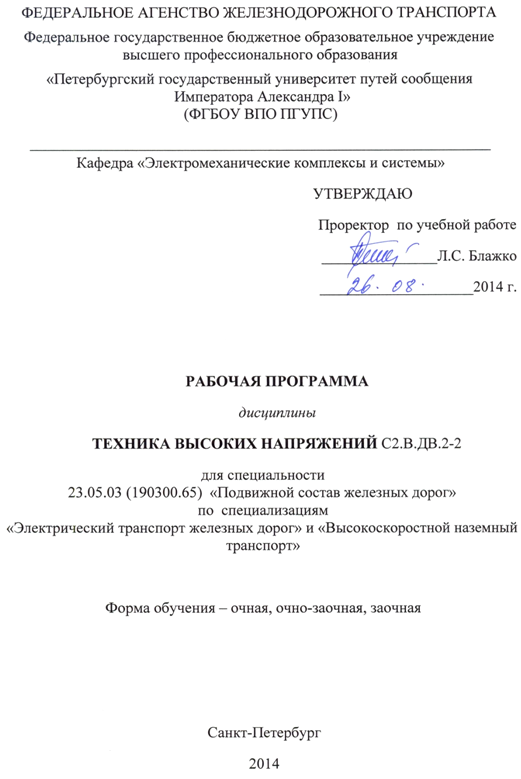 ФЕДЕРАЛЬНОЕ АГЕНСТВО ЖЕЛЕЗНОДОРОЖНОГО ТРАНСПОРТА
Федеральное государственное бюджетное образовательное учреждение
высшего профессионального образования
«Петербургский государственный университет путей сообщения
Императора Александра I»
(ФГБОУ ВПО ПГУПС)
Кафедра «Электромеханические комплексы и системы»
УТВЕРЖДАЮ
Проректор по учебной работе
Л.С. Блажко
26. 08. 2014 г.
РАБОЧАЯ ПРОГРАММА
дисциплины
ТЕХНИКА ВЫСОКИХ НАПРЯЖЕНИЙ С2.В.ДВ.2-2
для специальности
23.05.03 (190300.65) «Подвижной состав железных дорог»
по специализациям
«Электрический транспорт железных дорог» и «Высокоскоростной наземный
транспорт»
Форма обучения – очная, очно-заочная, заочная
Санкт-Петербург
2014